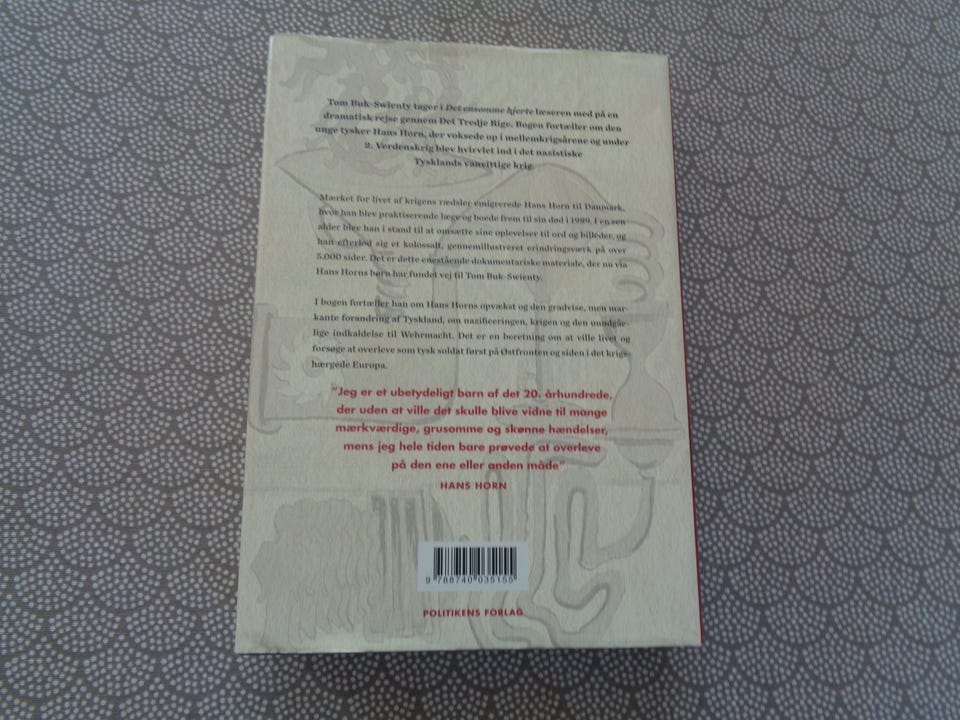 Tom Buk-Swienty tager i Det ensomme hjerte læseren med på en
dramatisk rejse gennem Det Tredje Rige. Bogen fortæller om den
unge tysker Hans Horn, der voksede op i mellemkrigsårene og under
2. Verdenskrig blev hvirvlet ind i det nazistiske
Tysklands vanvittige krig.
Mærket for livet af krigens rædsler emigrerede Hans Horn til Danmark,
hvor han blev praktiserende læge og boede frem til sin død i 1989. I en sen
alder blev han i stand til at omsætte sine oplevelser til ord og billeder, og
han efterlod sig et kolossalt, gennemillustreret erindringsværk på over
5.000 sider. Det er dette enestående dokumentariske materiale, der nu via
Hans Horns børn har fundet vej til Tom Buk-Swienty.
I bogen fortæller han om Hans Horns opvækst og den gradvise, men mar-
kante forandring af Tyskland, om nazificeringen, krigen og den uundgåe-
lige indkaldelse til Wehrmacht. Det er en beretning om at ville livet og
forsøge at overleve som tysk soldat først på Østfronten og siden i det krigs-
hærgede Europa.
"Jeg er et ubetydeligt barn af det 20. århundrede,
der uden at ville det skulle blive vidne til mange
mærkværdige, grusomme og skønne hændelser,
mens jeg hele tiden bare prøvede at overleve
på den ene eller anden måde"
HANS HORN
9 788740 035155
POLITIKENS FORLAG